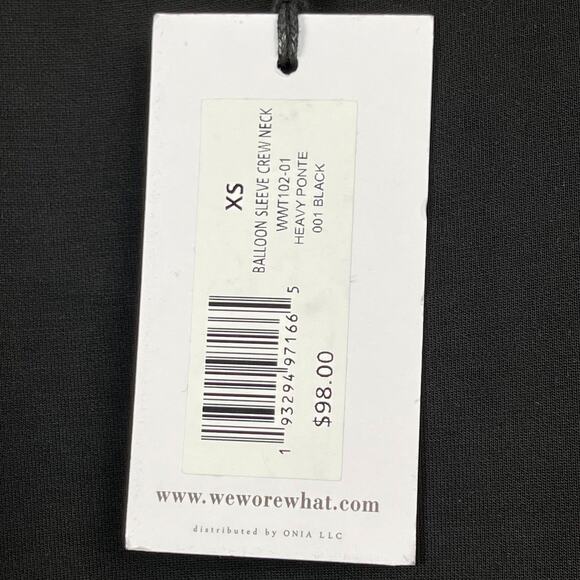 XS
BALLOON SLEEVE CREW NECK
WWT102-01
HEAVY PONTE
001 BLACK
1 93294 97166 5
$98.00
www.weworewhat.com
distributed by ONIA LLC